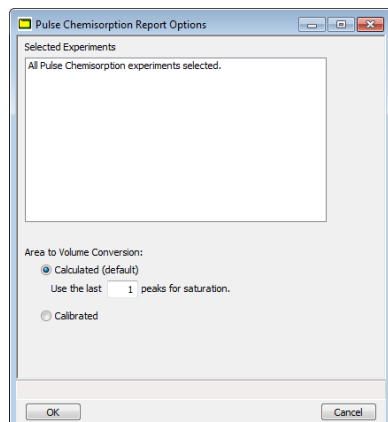 Pulse Chemisorption Report Options
Selected Experiments
All Pulse Chemisorption experiments selected.
Area to Volume Conversion:
Calculated (default)
Use the last 1 peaks for saturation.
Calibrated
OK Cancel